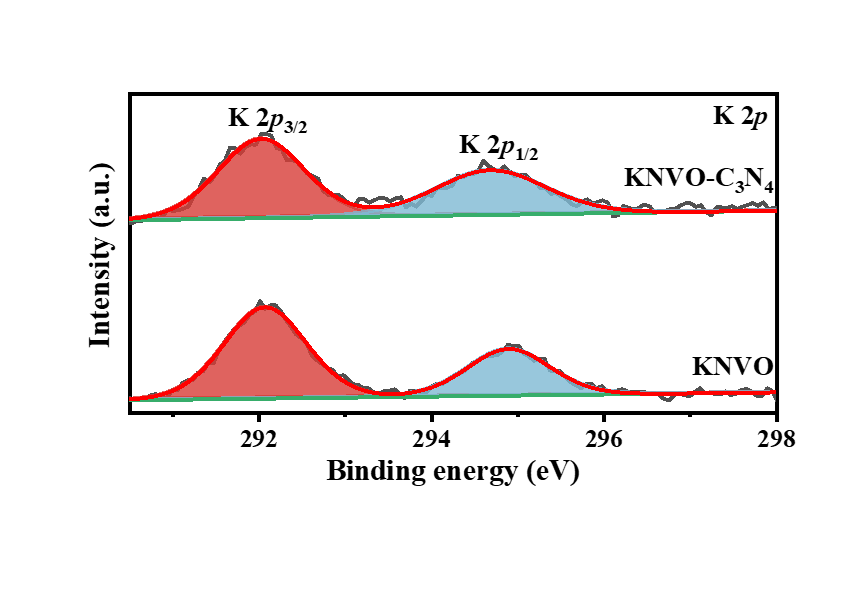 K 2p
K 2p3/2
K 2p1/2
KNVO-C3N4
Intensity (a.u.)
KNVO
292 294 296 298
Binding energy (eV)